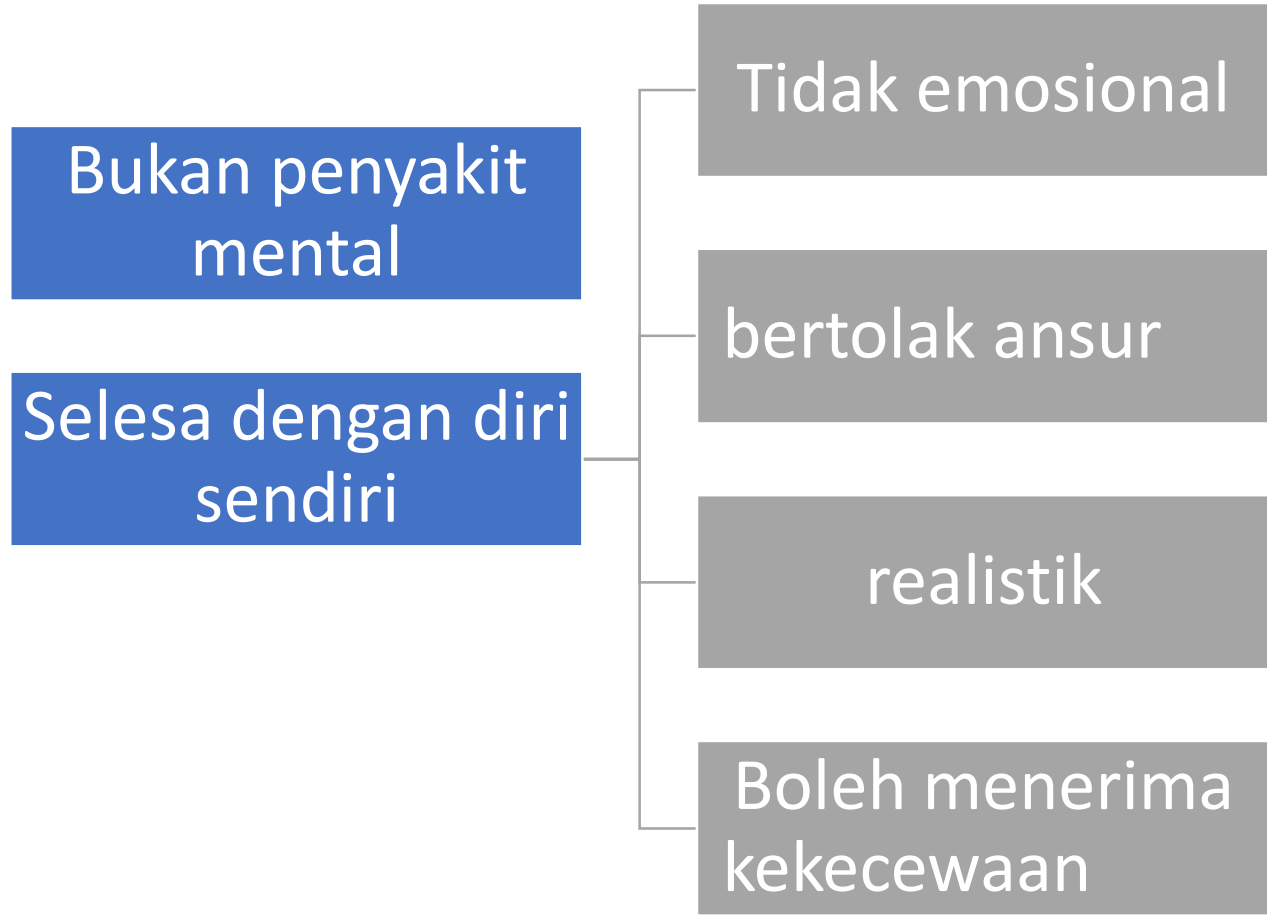 Bukan penyakit
mental
Selesa dengan diri
sendiri
Tidak emosional
bertolak ansur
realistik
Boleh menerima
kekecewaan